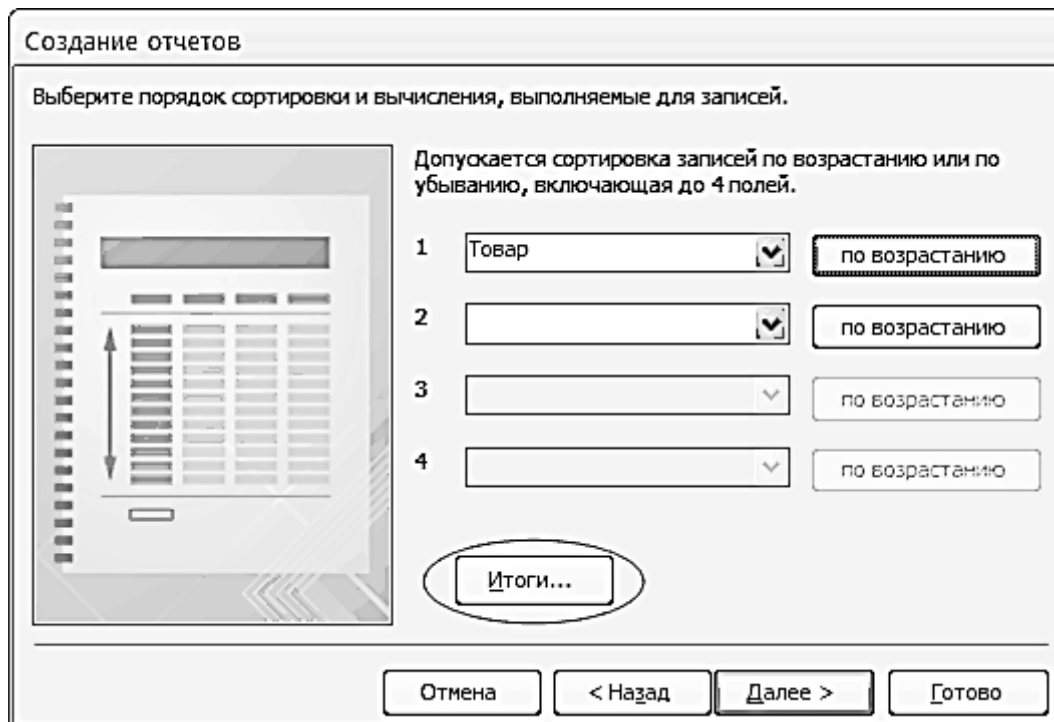 Создание отчетов
Выберите порядок сортировки и вычисления, выполняемые для записей.
Допускается сортировка записей по возрастанию или по
убыванию, включающая до 4 полей.
1 Товар по возрастанию
2 по возрастанию
3 по возрастанию
4 по возрастанию
Итоги...
Отмена < Назад Далее > Готово